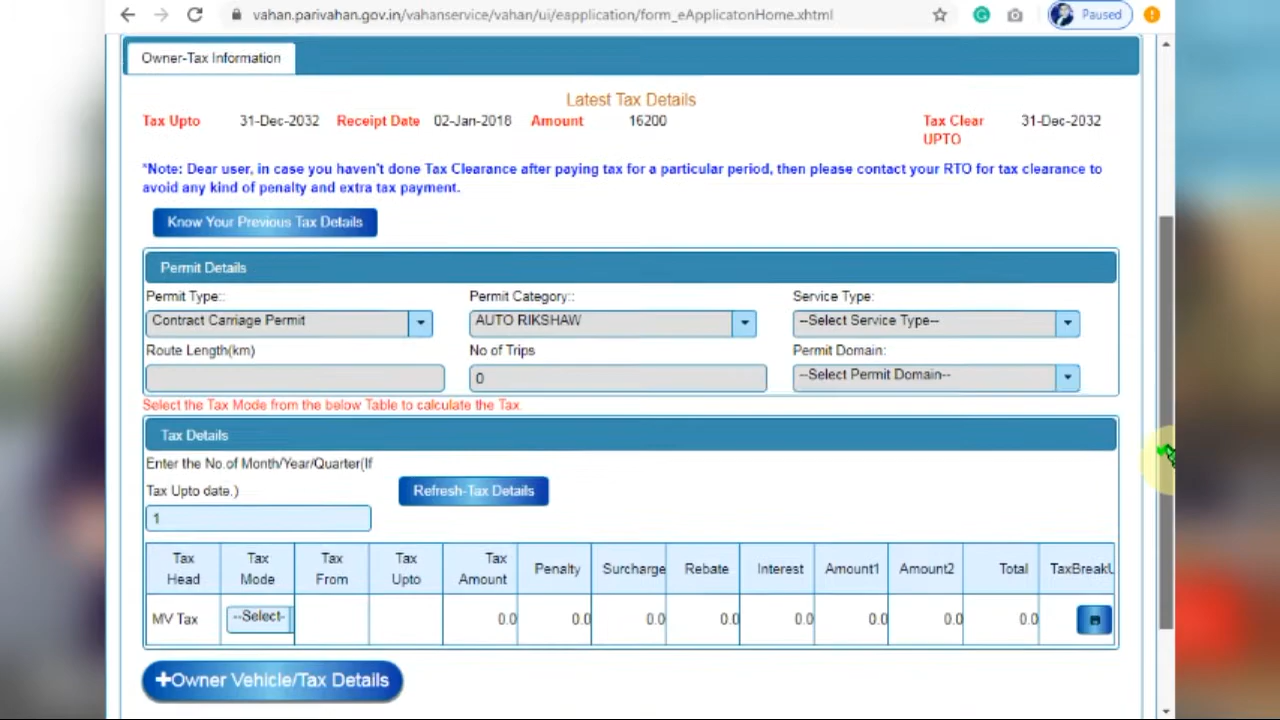 vahan.parivahan.gov.in/vahanservice/vahan/ui/eapplication/form_eApplicatonHome.xhtml
Paused
Owner-Tax Information
Latest Tax Details
Tax Upto 31-Dec-2032 Receipt Date 02-Jan-2018 Amount 16200 Tax Clear UPTO 31-Dec-2032
*Note: Dear user, in case you haven't done Tax Clearance after paying tax for a particular period, then please contact your RTO for tax clearance to
avoid any kind of penalty and extra tax payment.
Know Your Previous Tax Details
Permit Details
Permit Type:: Permit Category:: Service Type:
Contract Carriage Permit AUTO RIKSHAW --Select Service Type--
Route Length(km) No of Trips Permit Domain:
0 --Select Permit Domain--
Select the Tax Mode from the below Table to calculate the Tax.
Tax Details
Enter the No.of Month/Year/Quarter(If
Tax Upto date.) Refresh-Tax Details
1
Tax Head Tax Mode Tax From Tax Upto Tax Amount Penalty Surcharge Rebate Interest Amount1 Amount2 Total TaxBreakU
MV Tax --Select- 0.0 0.0 0.0 0.0 0.0 0.0 0.0 0.0
+Owner Vehicle/Tax Details